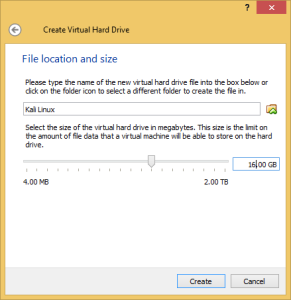 ?
Create Virtual Hard Drive
File location and size
Please type the name of the new virtual hard drive file into the box below or
click on the folder icon to select a different folder to create the file in.
Kali Linux
Select the size of the virtual hard drive in megabytes. This size is the limit on
the amount of file data that a virtual machine will be able to store on the hard
drive.
16.00 GB
4.00 MB 2.00 TB
Create Cancel